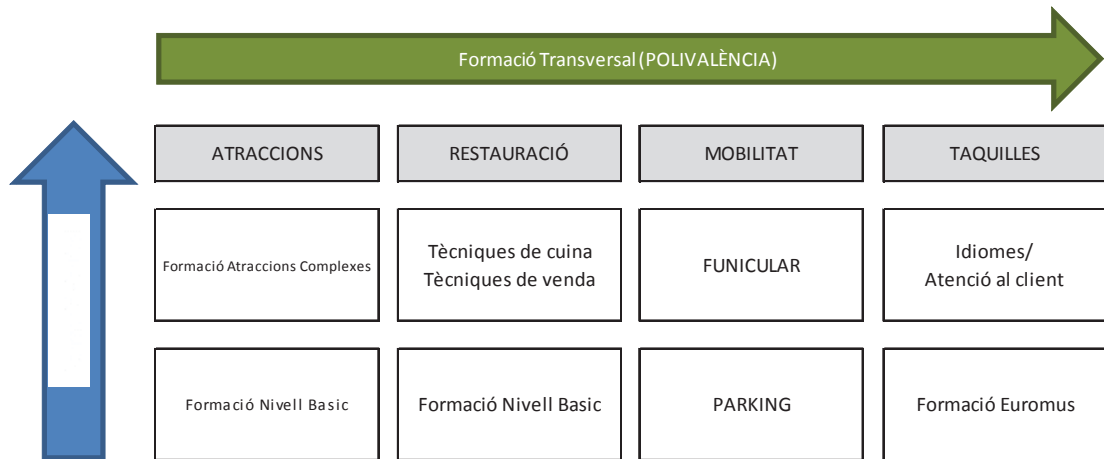 Formació Transversal (POLIVALÈNCIA)
ATRACCIONS
RESTAURACIÓ
MOBILITAT
TAQUILLES
Formació Atraccions Complexes
Tècniques de cuina
Tècniques de venda
FUNICULAR
Idiomes/
Atenció al client
Formació Nivell Basic
Formació Nivell Basic
PARKING
Formació Euromus